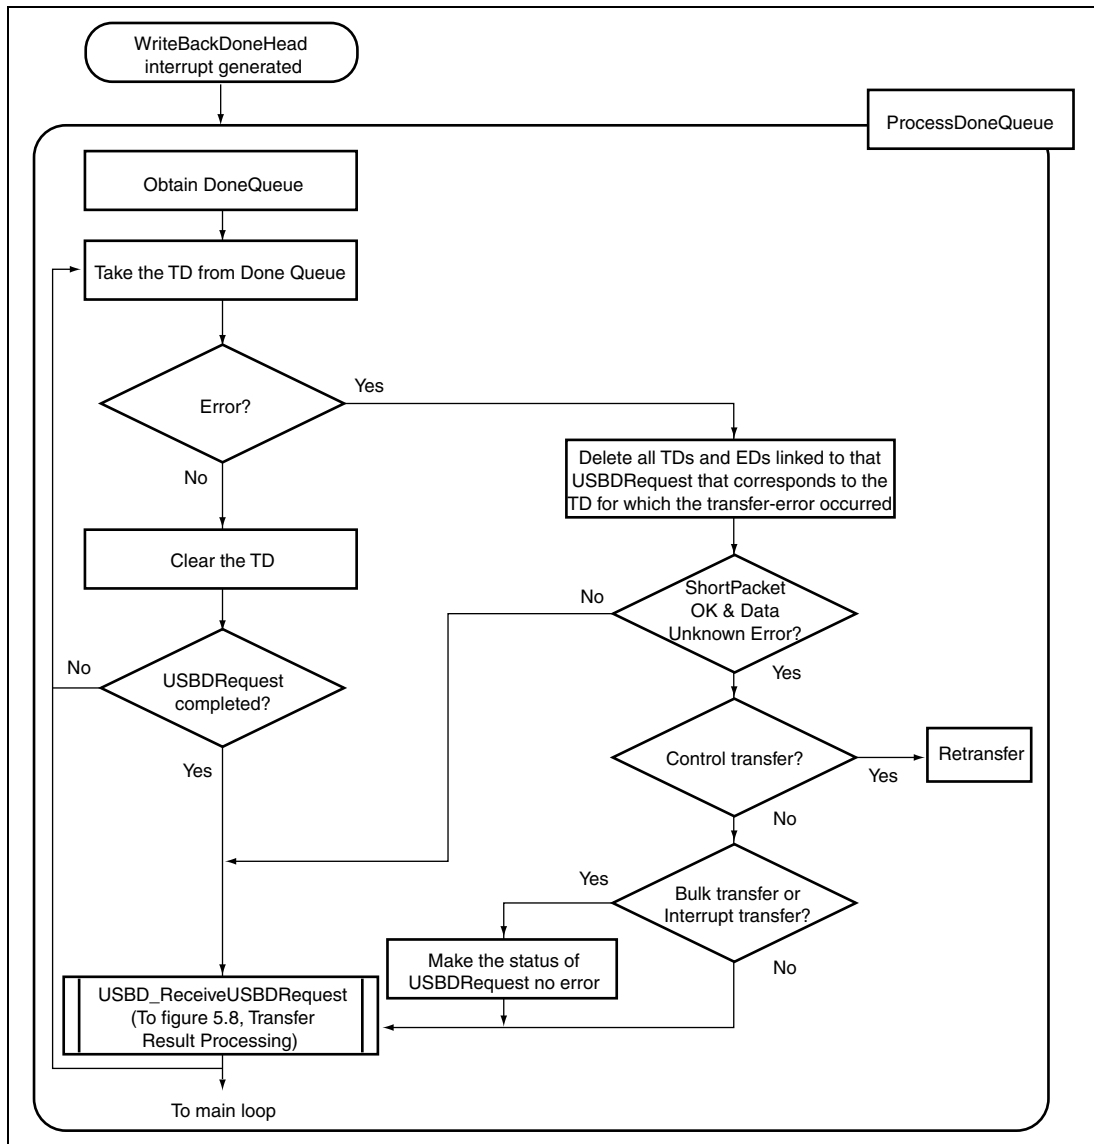 WriteBackDoneHead
interrupt generated
ProcessDoneQueue
Obtain DoneQueue
Take the TD from Done Queue
Error?
Yes
No
Delete all TDs and EDs linked to that
USBDRequest that corresponds to the
TD for which the transfer-error occurred
Clear the TD
ShortPacket
OK & Data
Unknown Error?
No
Yes
USBDRequest
completed?
No
Yes
Control transfer?
Yes
No
Retransfer
Bulk transfer or
Interrupt transfer?
Yes
No
Make the status of
USBDRequest no error
USBD_ReceiveUSBDRequest
(To figure 5.8, Transfer
Result Processing)
To main loop